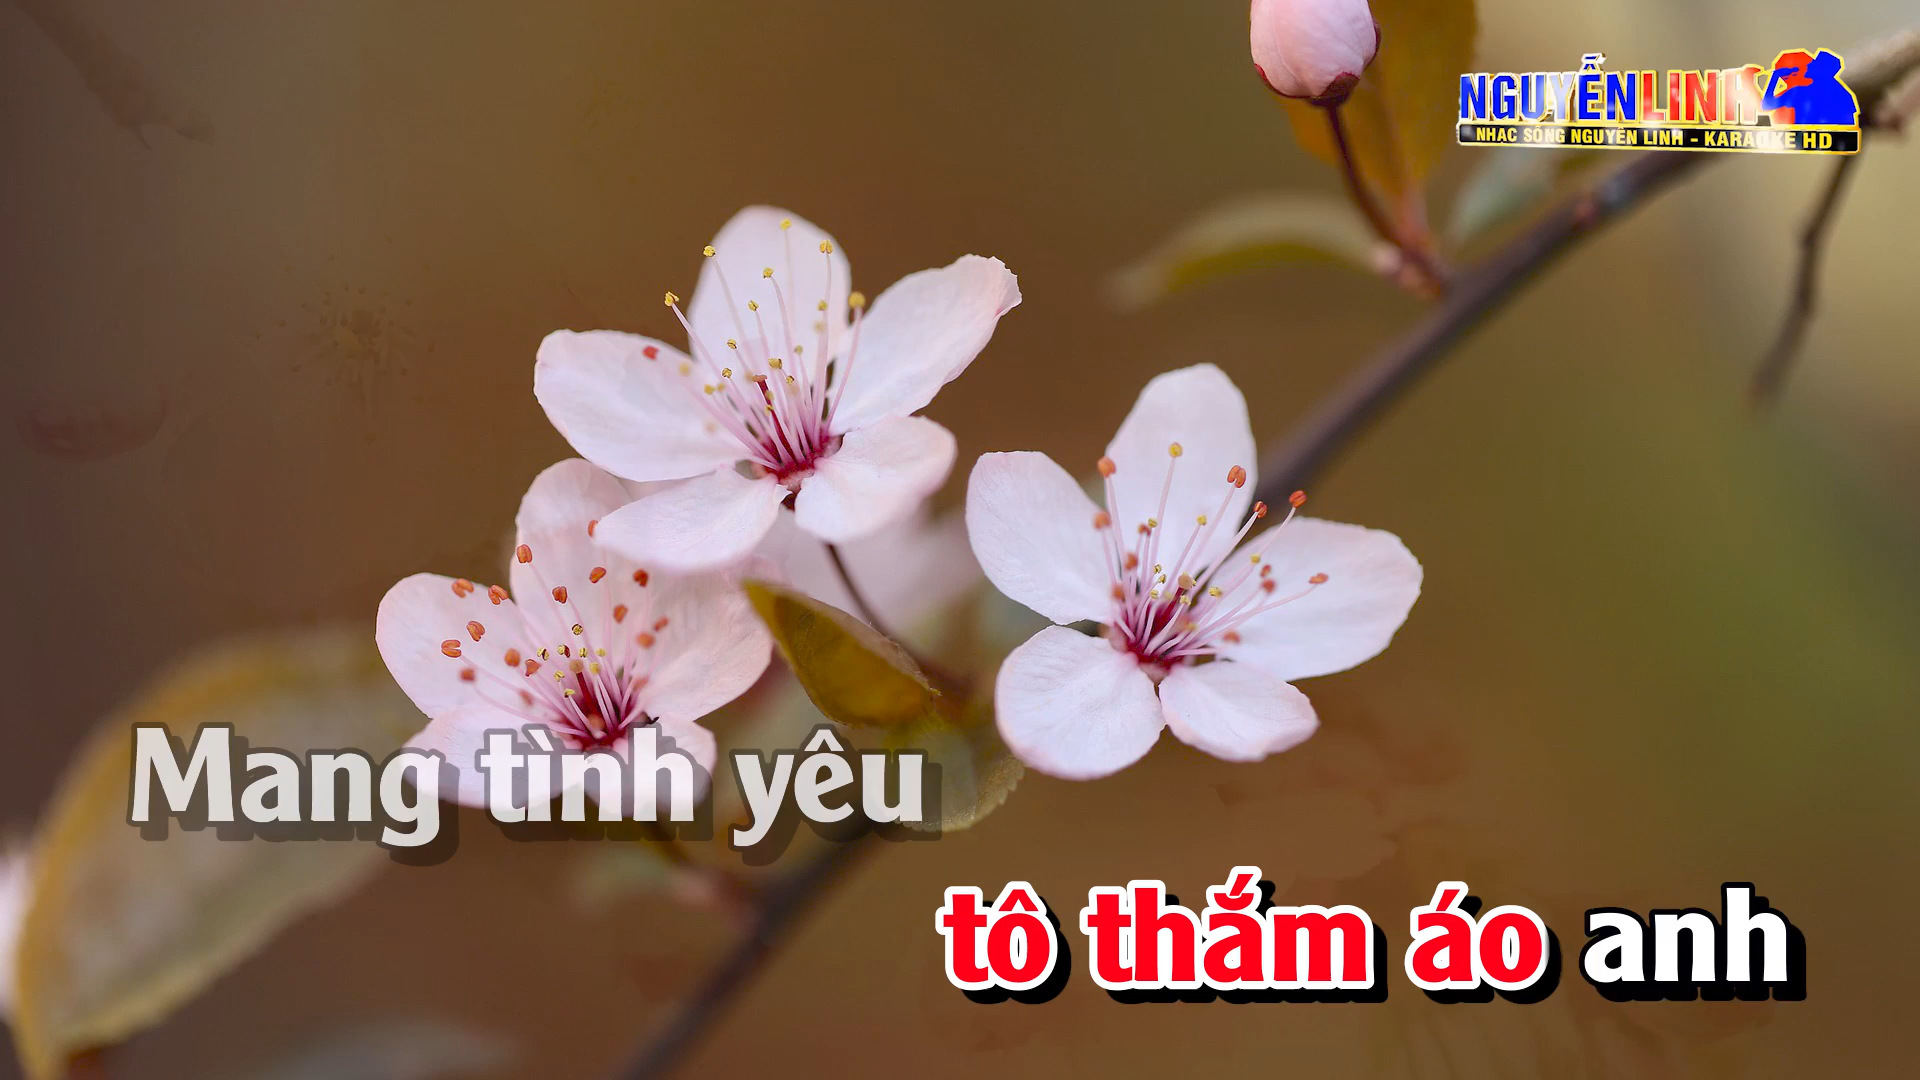 NGUYỄN LINH
NHẠC SỐNG NGUYỄN LINH - KARAOKE HD
Mang tình yêu
tô thắm áo anh